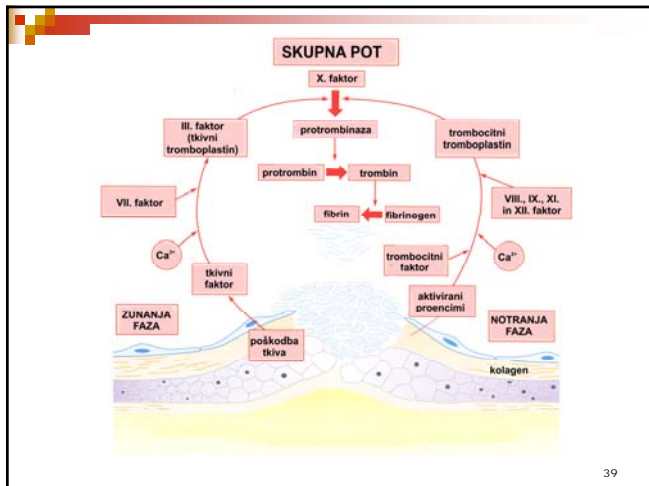 SKUPNA POT
X. faktor
III. faktor
(tkivni
tromboplastin)
protrombinaza
trombocitni
tromboplastin
protrombin
trombin
VII. faktor
VIII., IX., XI.
in XII. faktor
fibrin
fibrinogen
Ca²⁺
trombocitni
faktor
Ca²⁺
tkivni
faktor
aktivirani
proencimi
ZUNANJA
FAZA
NOTRANJA
FAZA
poškodba
tkiva
kolagen
39